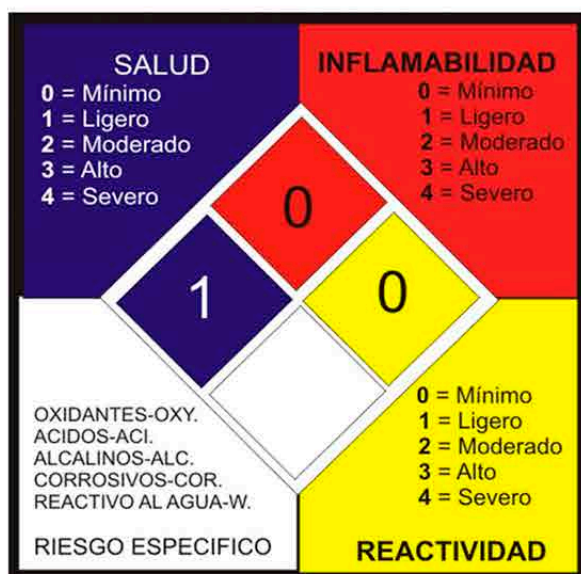 SALUD
0 = Mínimo
1 = Ligero
2 = Moderado
3 = Alto
4 = Severo
INFLAMABILIDAD
0 = Mínimo
1 = Ligero
2 = Moderado
3 = Alto
4 = Severo
0
1
0
OXIDANTES-OXY.
ACIDOS-ACI.
ALCALINOS-ALC.
CORROSIVOS-COR.
REACTIVO AL AGUA-W.
RIESGO ESPECIFICO
0 = Mínimo
1 = Ligero
2 = Moderado
3 = Alto
4 = Severo
REACTIVIDAD